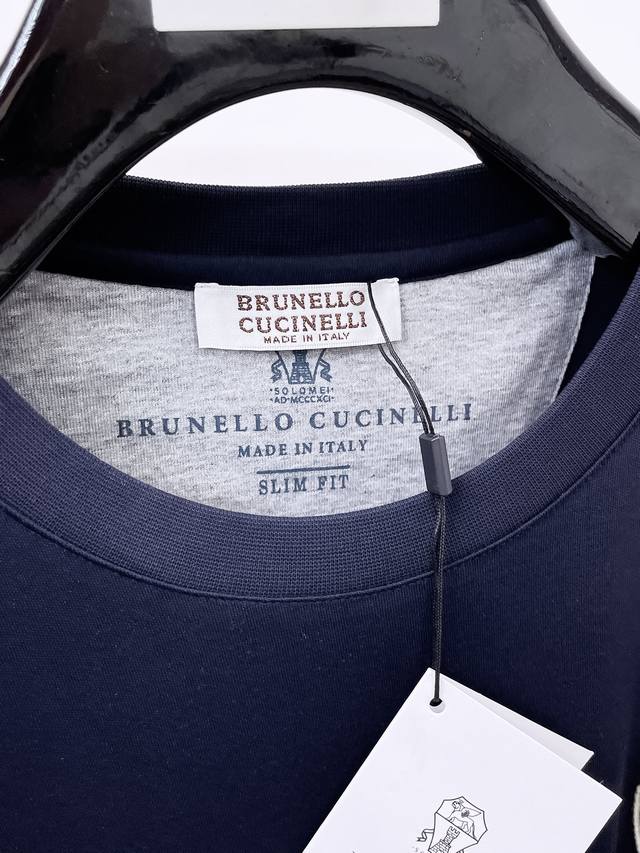 BRUNELLO
CUCINELLI
MADE IN ITALY
·SOLOMEI·
·AD·MCCCXCI·
BRUNELLO CUCINELLI
MADE IN ITALY
SLIM FIT